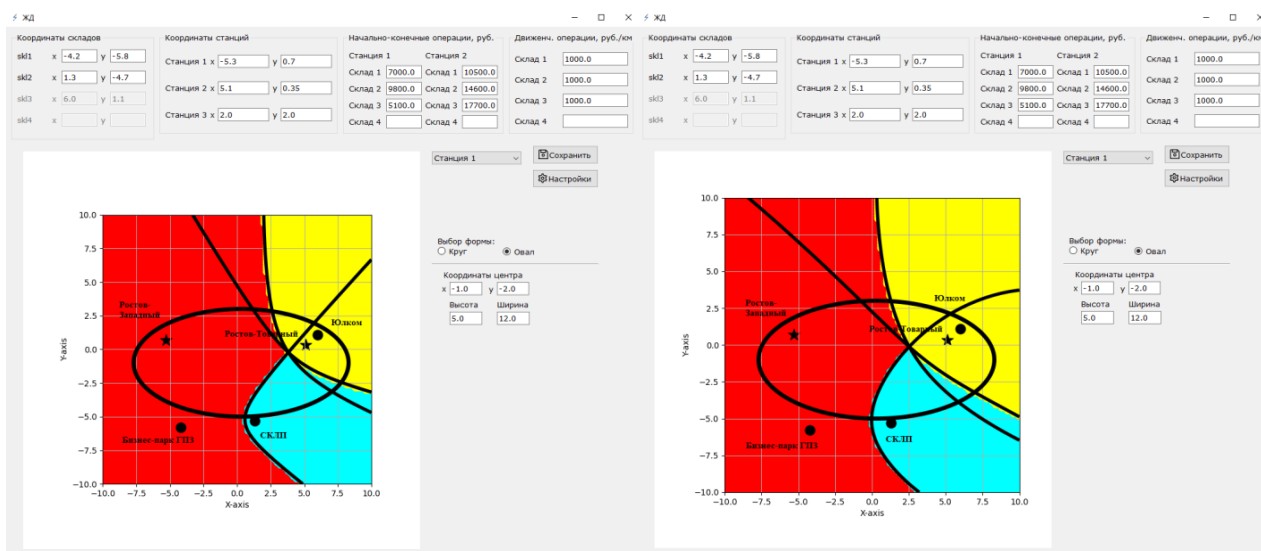 ЖД
Координаты складов
skl1 x -4.2 y -5.8
skl2 x 1.3 y -4.7
skl3 x 6.0 y 1.1
skl4 x y
Координаты станций
Станция 1 x -5.3 y 0.7
Станция 2 x 5.1 y 0.35
Станция 3 x 2.0 y 2.0
Начально-конечные операции, руб.
Станция 1 Станция 2
Склад 1 7000.0 Склад 1 10500.0
Склад 2 9800.0 Склад 2 14600.0
Склад 3 5100.0 Склад 3 17700.0
Склад 4 Склад 4
Движенч. операции, руб./км
Склад 1 1000.0
Склад 2 1000.0
Склад 3 1000.0
Склад 4
Станция 1
Сохранить
Настройки
Выбор формы:
Круг Овал
Координаты центра
x -1.0 y -2.0
Высота Ширина
5.0 12.0
10.0
7.5
5.0
2.5
0.0
−2.5
−5.0
−7.5
−10.0
Y-axis
Ростов-
Западный
Юлком
Ростов-Товарный
Бизнес-парк ГПЗ
СКЛП
−10.0 −7.5 −5.0 −2.5 0.0 2.5 5.0 7.5 10.0
X-axis
ЖД
Координаты складов
skl1 x -4.2 y -5.8
skl2 x 1.3 y -4.7
skl3 x 6.0 y 1.1
skl4 x y
Координаты станций
Станция 1 x -5.3 y 0.7
Станция 2 x 5.1 y 0.35
Станция 3 x 2.0 y 2.0
Начально-конечные операции, руб.
Станция 1 Станция 2
Склад 1 7000.0 Склад 1 10500.0
Склад 2 9800.0 Склад 2 14600.0
Склад 3 5100.0 Склад 3 17700.0
Склад 4 Склад 4
Движенч. операции, руб./км
Склад 1 1000.0
Склад 2 1000.0
Склад 3 1000.0
Склад 4
Станция 1
Сохранить
Настройки
Выбор формы:
Круг Овал
Координаты центра
x -1.0 y -2.0
Высота Ширина
5.0 12.0
10.0
7.5
5.0
2.5
0.0
−2.5
−5.0
−7.5
−10.0
Y-axis
Ростов-
Западный
Юлком
Ростов-Товарный
Бизнес-парк ГПЗ
СКЛП
−10.0 −7.5 −5.0 −2.5 0.0 2.5 5.0 7.5 10.0
X-axis